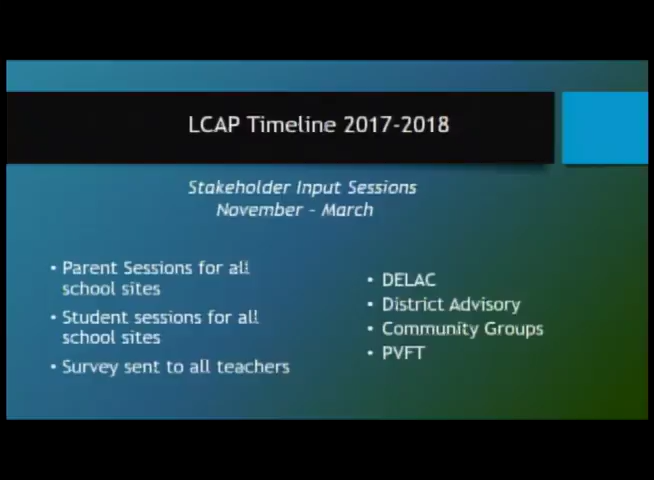 LCAP Timeline 2017-2018
Stakeholder Input Sessions
November – March
• Parent Sessions for all
school sites
• Student sessions for all
school sites
• Survey sent to all teachers
• DELAC
• District Advisory
• Community Groups
• PVFT